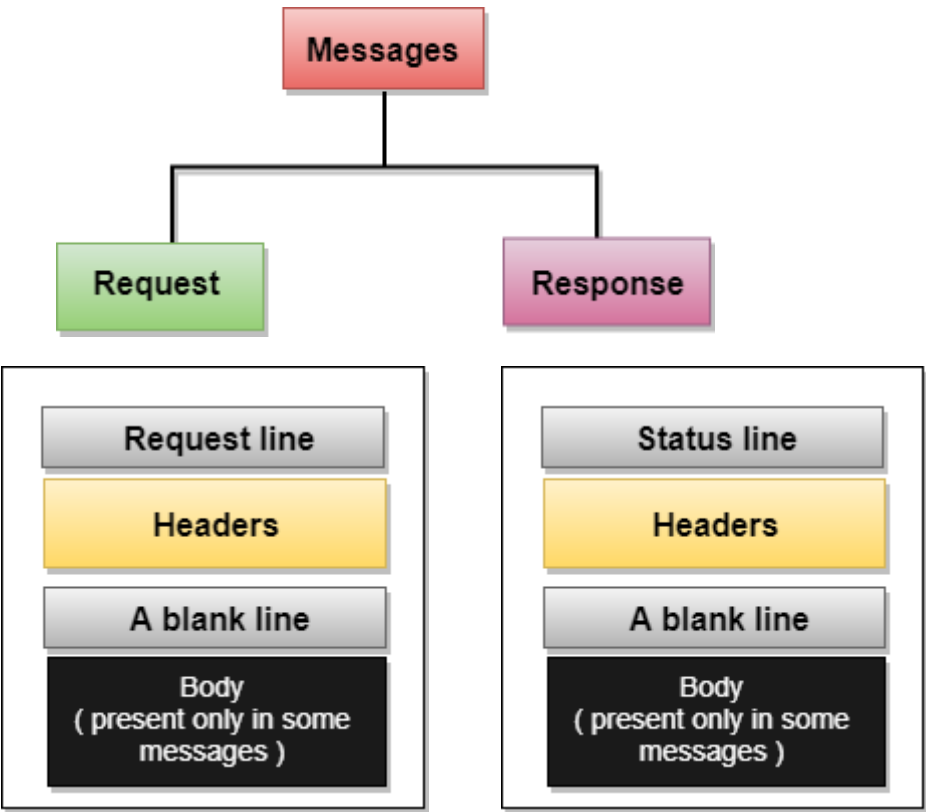 Messages
Request
Response
Request line
Headers
A blank line
Body
( present only in some
messages )
Status line
Headers
A blank line
Body
( present only in some
messages )